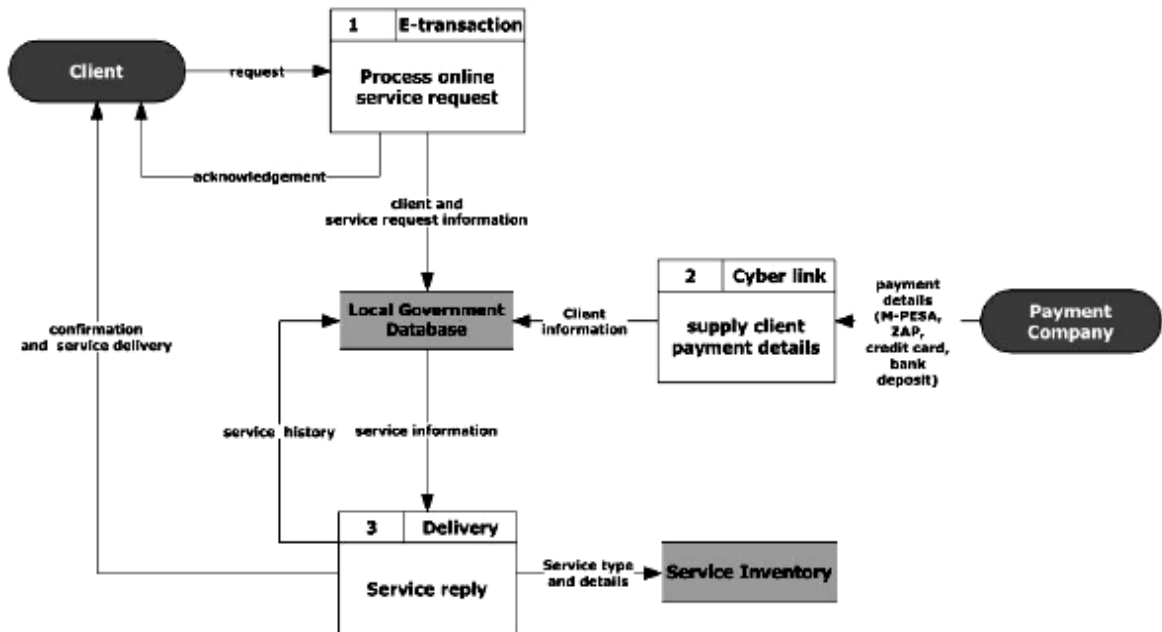 1 E-transaction
Client
request
Process online
service request
acknowledgement
client and
service request information
2 Cyber link
payment
details
(M-PESA,
ZAP,
credit card,
bank
deposit)
Payment
Company
supply client
payment details
Client
information
Local Government
Database
confirmation
and service delivery
service history
service information
3 Delivery
Service reply
Service type
and details
Service Inventory